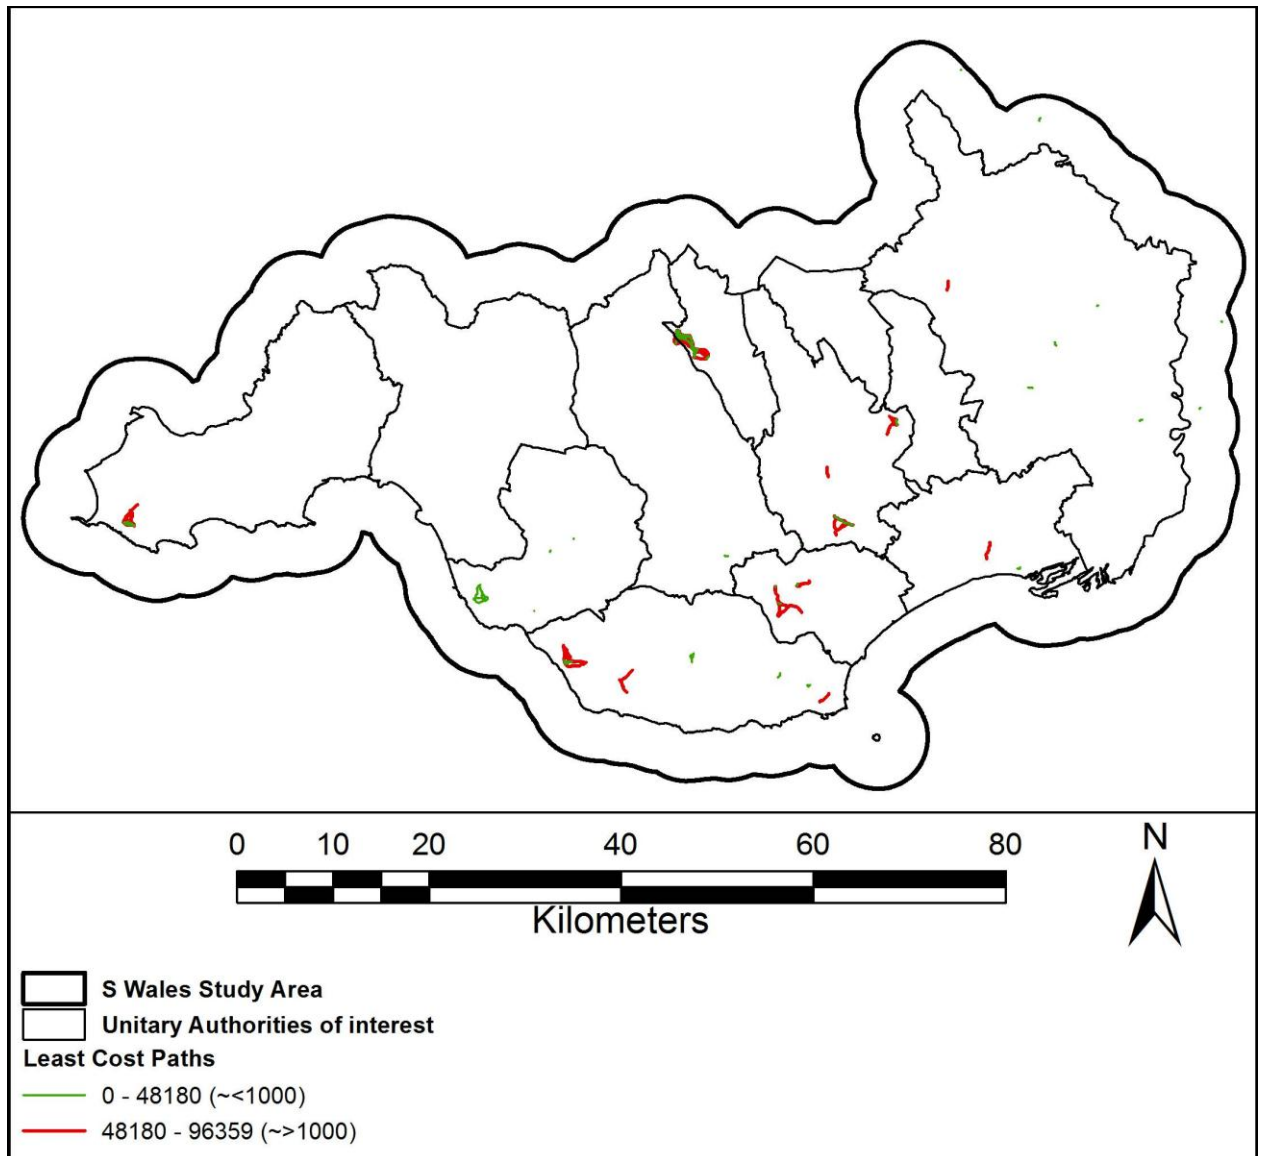 0 10 20 40 60 80
N
Kilometers
S Wales Study Area
Unitary Authorities of interest
Least Cost Paths
0 - 48180 (~<1000)
48180 - 96359 (~>1000)